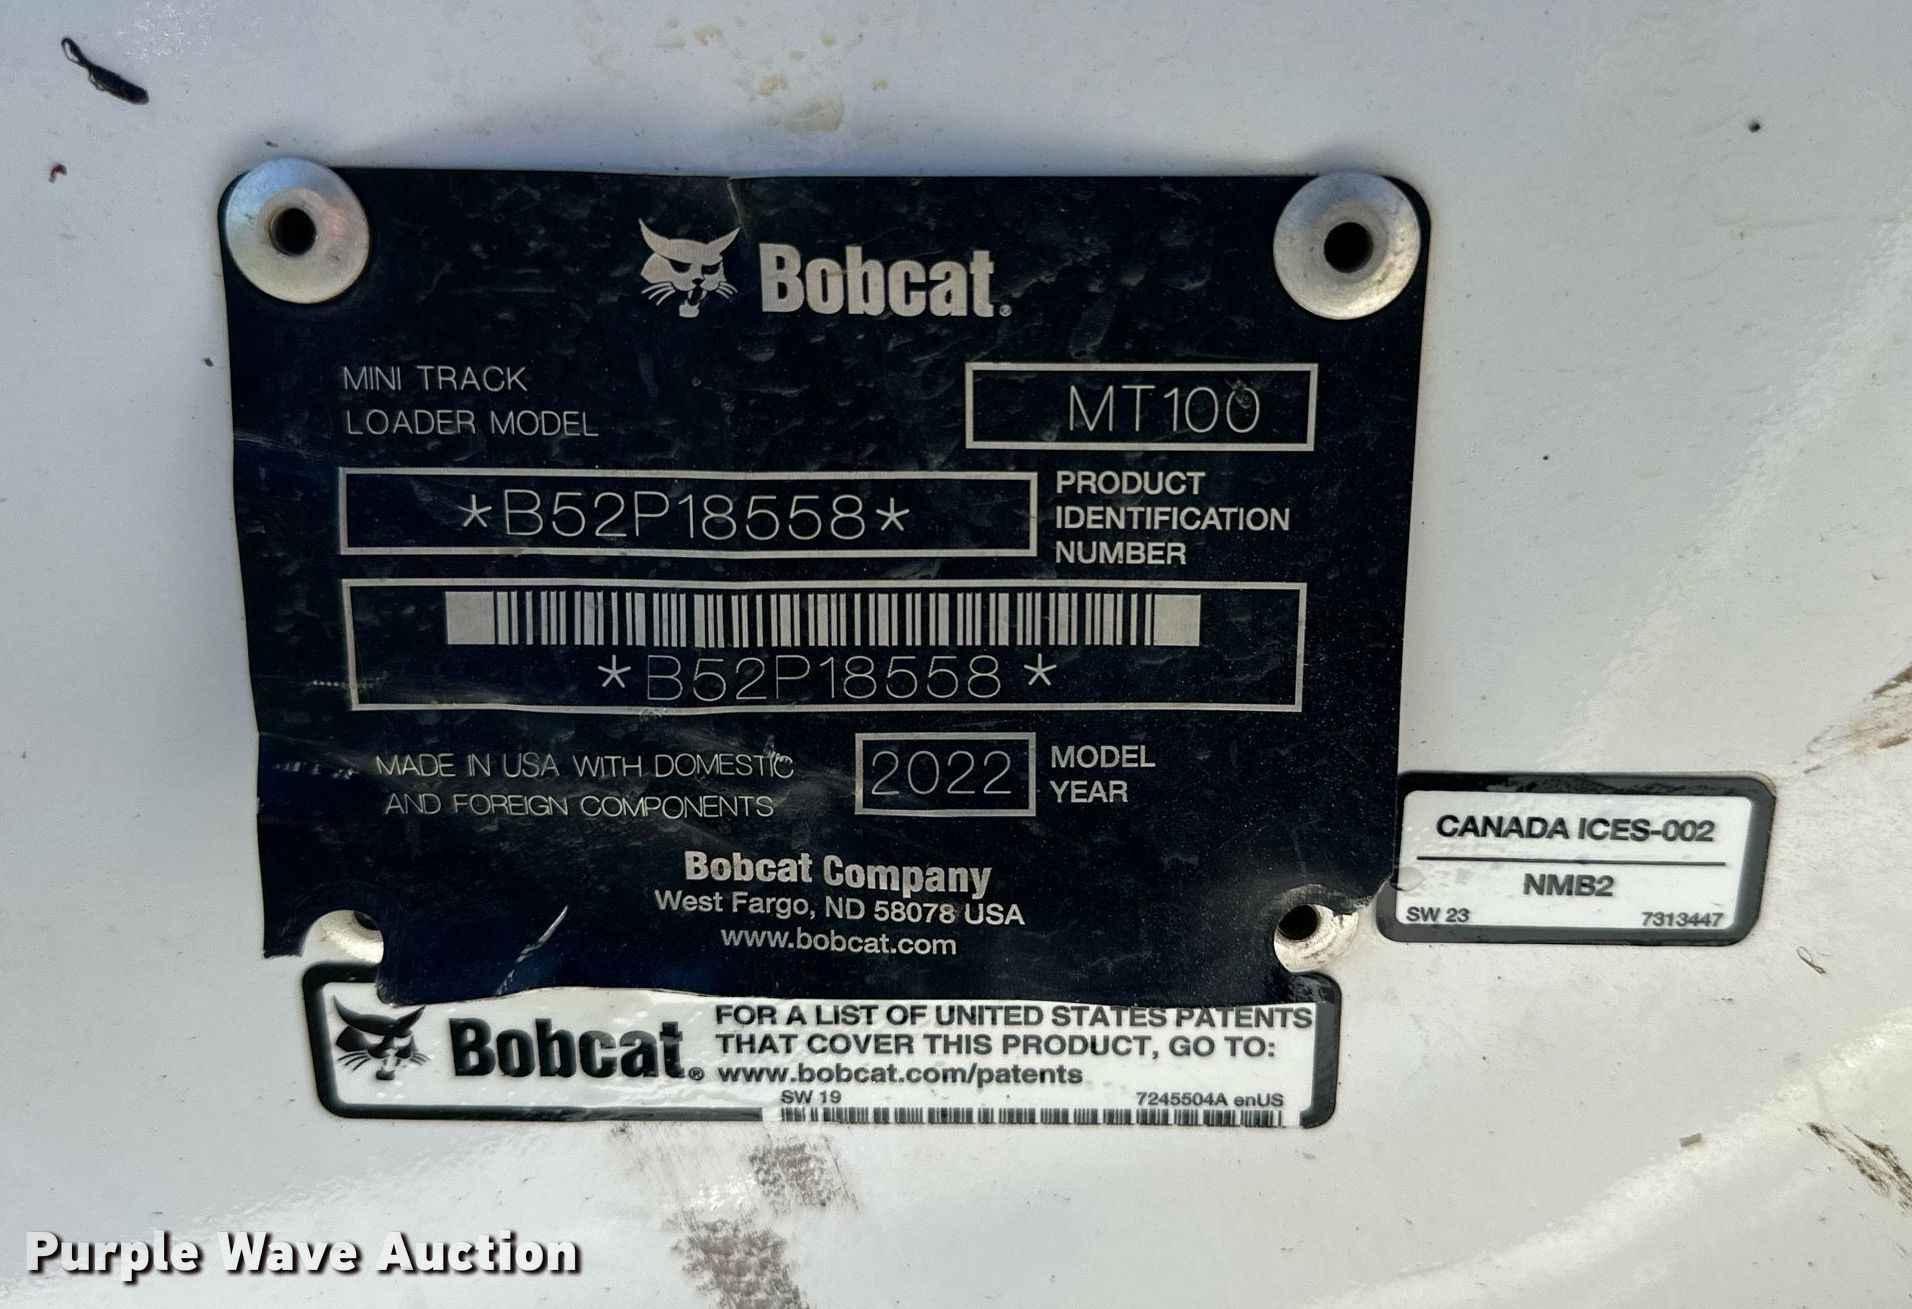 Bobcat®
MINI TRACK
LOADER MODEL
MT100
*B52P18558*
PRODUCT
IDENTIFICATION
NUMBER
*B52P18558*
MADE IN USA WITH DOMESTIC
AND FOREIGN COMPONENTS
2022
MODEL
YEAR
Bobcat Company
West Fargo, ND 58078 USA
www.bobcat.com
CANADA ICES-002
NMB2
SW 23 7313447
Bobcat®
FOR A LIST OF UNITED STATES PATENTS
THAT COVER THIS PRODUCT, GO TO:
www.bobcat.com/patents
SW 19 7245504A enUS
Purple Wave Auction